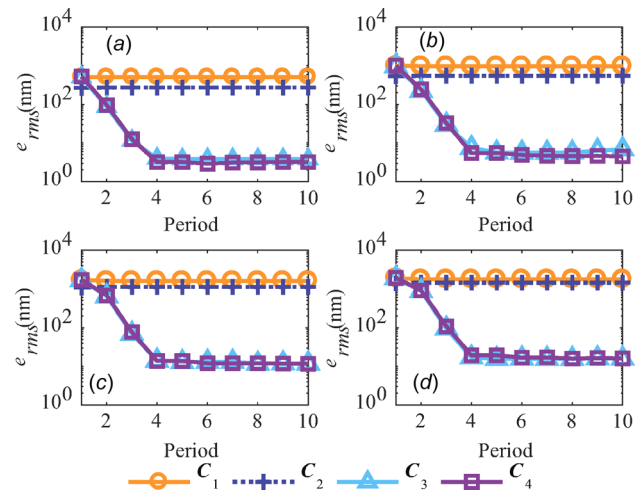 (a)
10^4
10^2
10^0
e_rms(nm)
2 4 6 8 10
Period
(b)
10^4
10^2
10^0
e_rms(nm)
2 4 6 8 10
Period
(c)
10^4
10^2
10^0
e_rms(nm)
2 4 6 8 10
Period
(d)
10^4
10^2
10^0
e_rms(nm)
2 4 6 8 10
Period
C_1 C_2 C_3 C_4